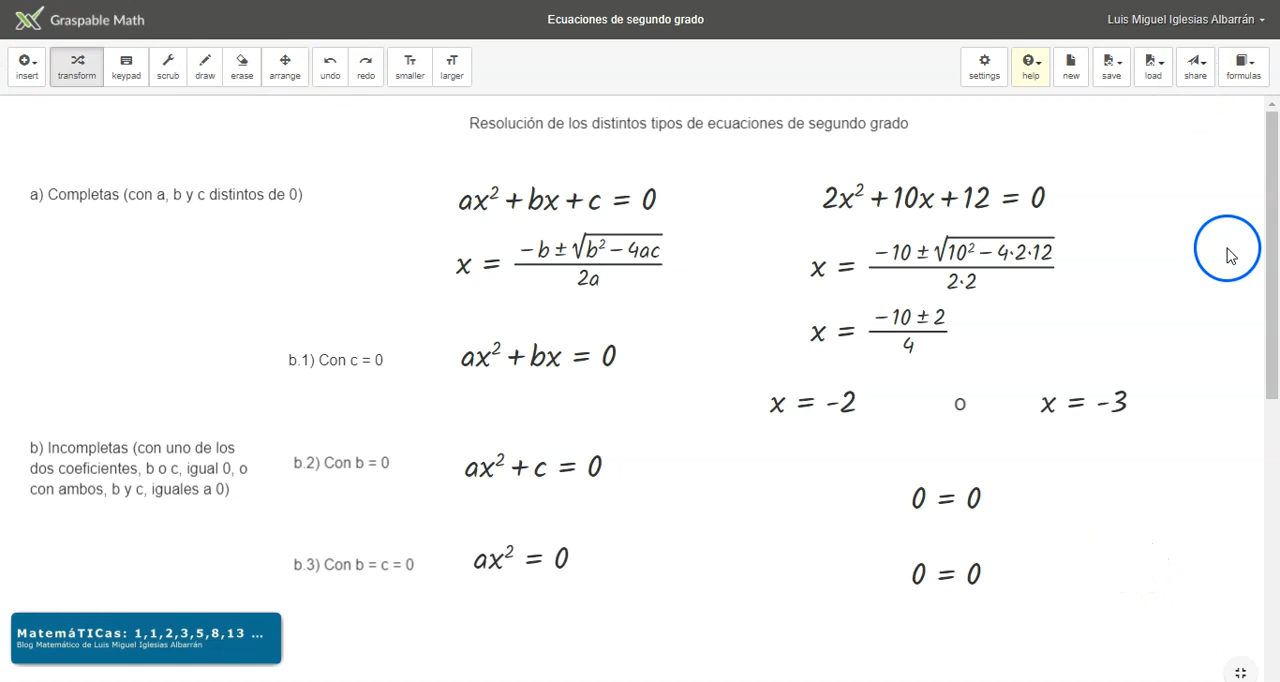 Graspable Math
Ecuaciones de segundo grado
Luis Miguel Iglesias Albarrán
insert
transform
keypad
scrub
draw
erase
arrange
undo
redo
smaller
larger
settings
help
new
save
load
share
formulas
Resolución de los distintos tipos de ecuaciones de segundo grado
a) Completas (con a, b y c distintos de 0)
ax² + bx + c = 0
x = (-b ± √(b² - 4ac)) / 2a
2x² + 10x + 12 = 0
x = (-10 ± √(10² - 4·2·12)) / 2·2
x = (-10 ± 2) / 4
x = -2 o x = -3
b.1) Con c = 0
ax² + bx = 0
b) Incompletas (con uno de los
dos coeficientes, b o c, igual 0, o
con ambos, b y c, iguales a 0)
b.2) Con b = 0
ax² + c = 0
0 = 0
b.3) Con b = c = 0
ax² = 0
0 = 0
MatemáTICas: 1,1,2,3,5,8,13 ...
Blog Matemático de Luis Miguel Iglesias Albarrán